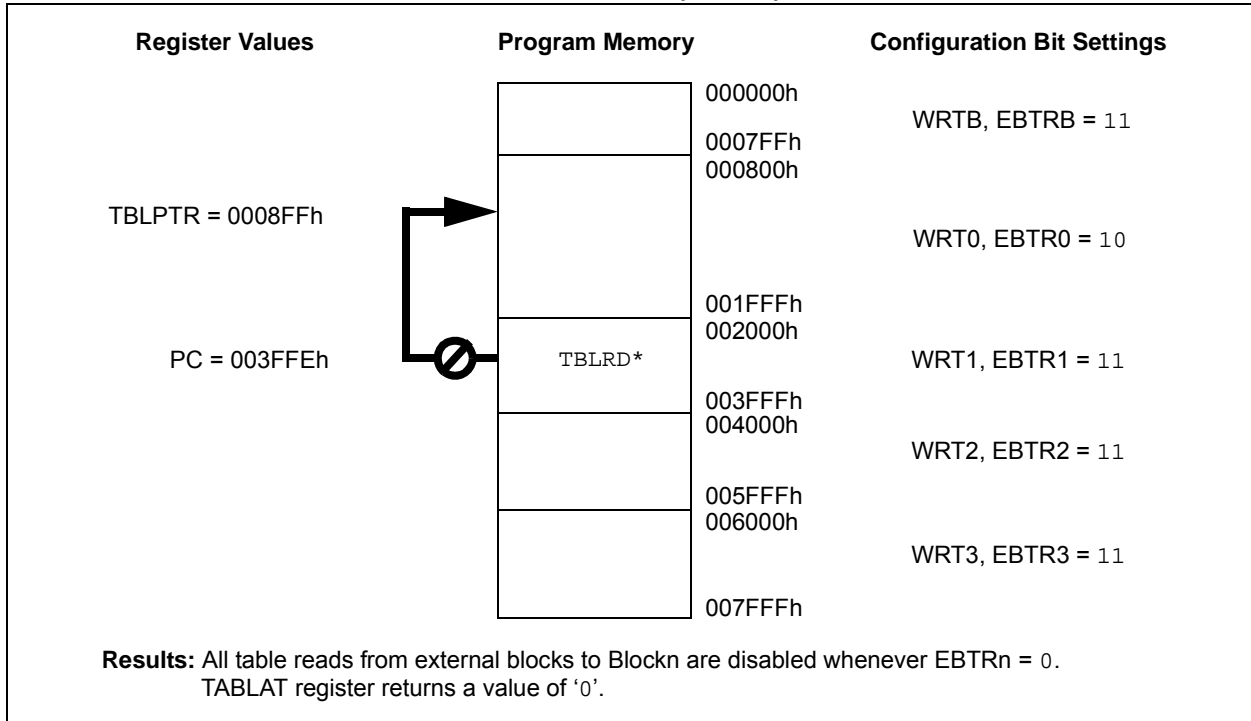 Register Values Program Memory Configuration Bit Settings
000000h
WRTB, EBTRB = 11
0007FFh
000800h
TBLPTR = 0008FFh
WRT0, EBTR0 = 10
001FFFh
002000h
PC = 003FFEh TBLRD* WRT1, EBTR1 = 11
003FFFh
004000h
WRT2, EBTR2 = 11
005FFFh
006000h
WRT3, EBTR3 = 11
007FFFh
Results: All table reads from external blocks to Blockn are disabled whenever EBTRn = 0.
TABLAT register returns a value of ‘0’.